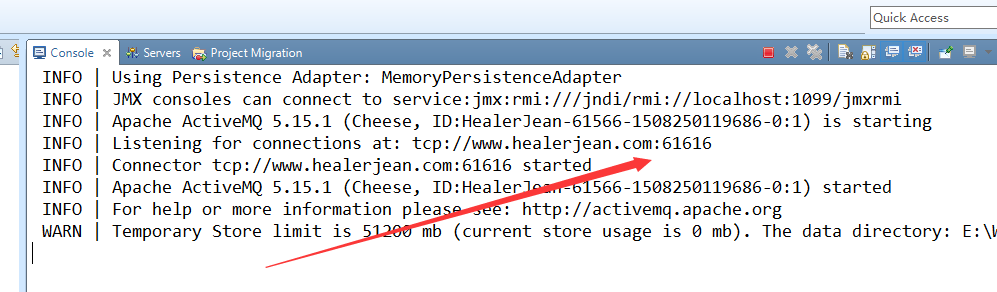 Quick Access
Console Servers Project Migration
INFO | Using Persistence Adapter: MemoryPersistenceAdapter
INFO | JMX consoles can connect to service:jmx:rmi:///jndi/rmi://localhost:1099/jmxrmi
INFO | Apache ActiveMQ 5.15.1 (Cheese, ID:HealerJean-61566-1508250119686-0:1) is starting
INFO | Listening for connections at: tcp://www.healerjean.com:61616
INFO | Connector tcp://www.healerjean.com:61616 started
INFO | Apache ActiveMQ 5.15.1 (Cheese, ID:HealerJean-61566-1508250119686-0:1) started
INFO | For help or more information please see: http://activemq.apache.org
WARN | Temporary Store limit is 51200 mb (current store usage is 0 mb). The data directory: E:\W